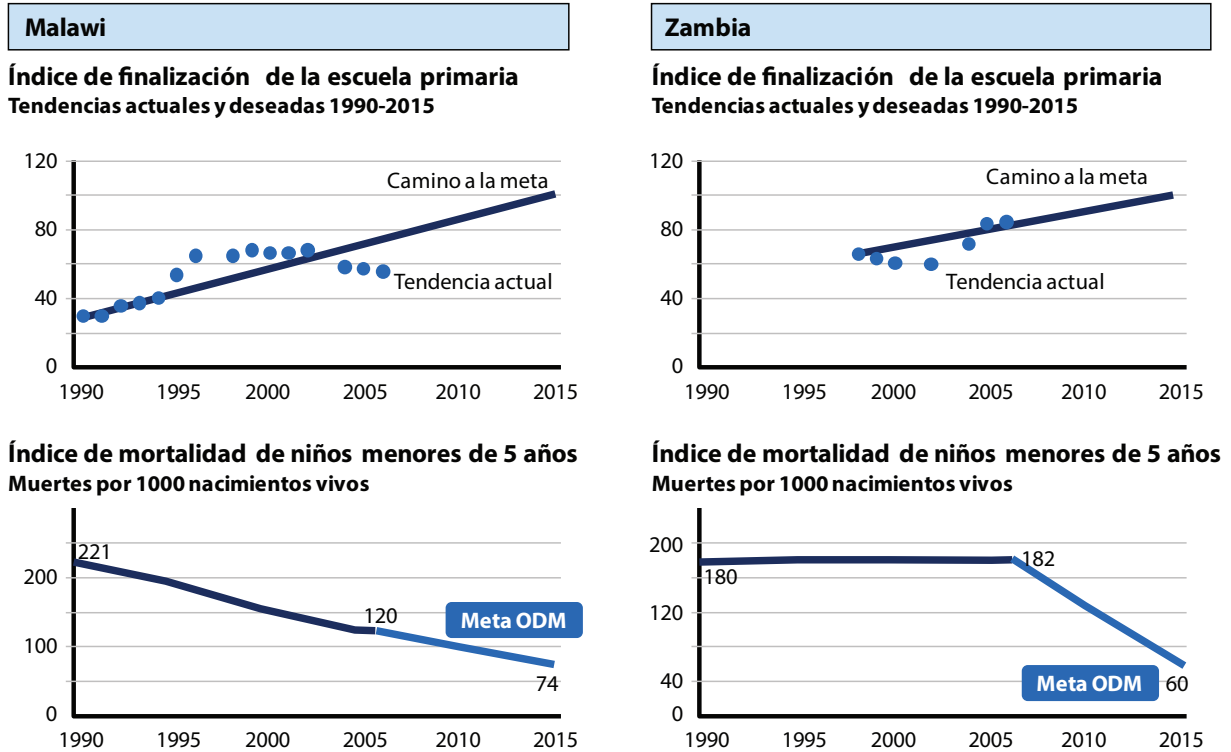 Malawi
Índice de finalización de la escuela primaria
Tendencias actuales y deseadas 1990-2015
120
80
40
0
Camino a la meta
Tendencia actual
1990 1995 2000 2005 2010 2015
Índice de mortalidad de niños menores de 5 años
Muertes por 1000 nacimientos vivos
221
200
120
Meta ODM
100
74
0
1990 1995 2000 2005 2010 2015
Zambia
Índice de finalización de la escuela primaria
Tendencias actuales y deseadas 1990-2015
120
80
40
0
Camino a la meta
Tendencia actual
1990 1995 2000 2005 2010 2015
Índice de mortalidad de niños menores de 5 años
Muertes por 1000 nacimientos vivos
200
182
180
120
40
Meta ODM 60
0
1990 1995 2000 2005 2010 2015